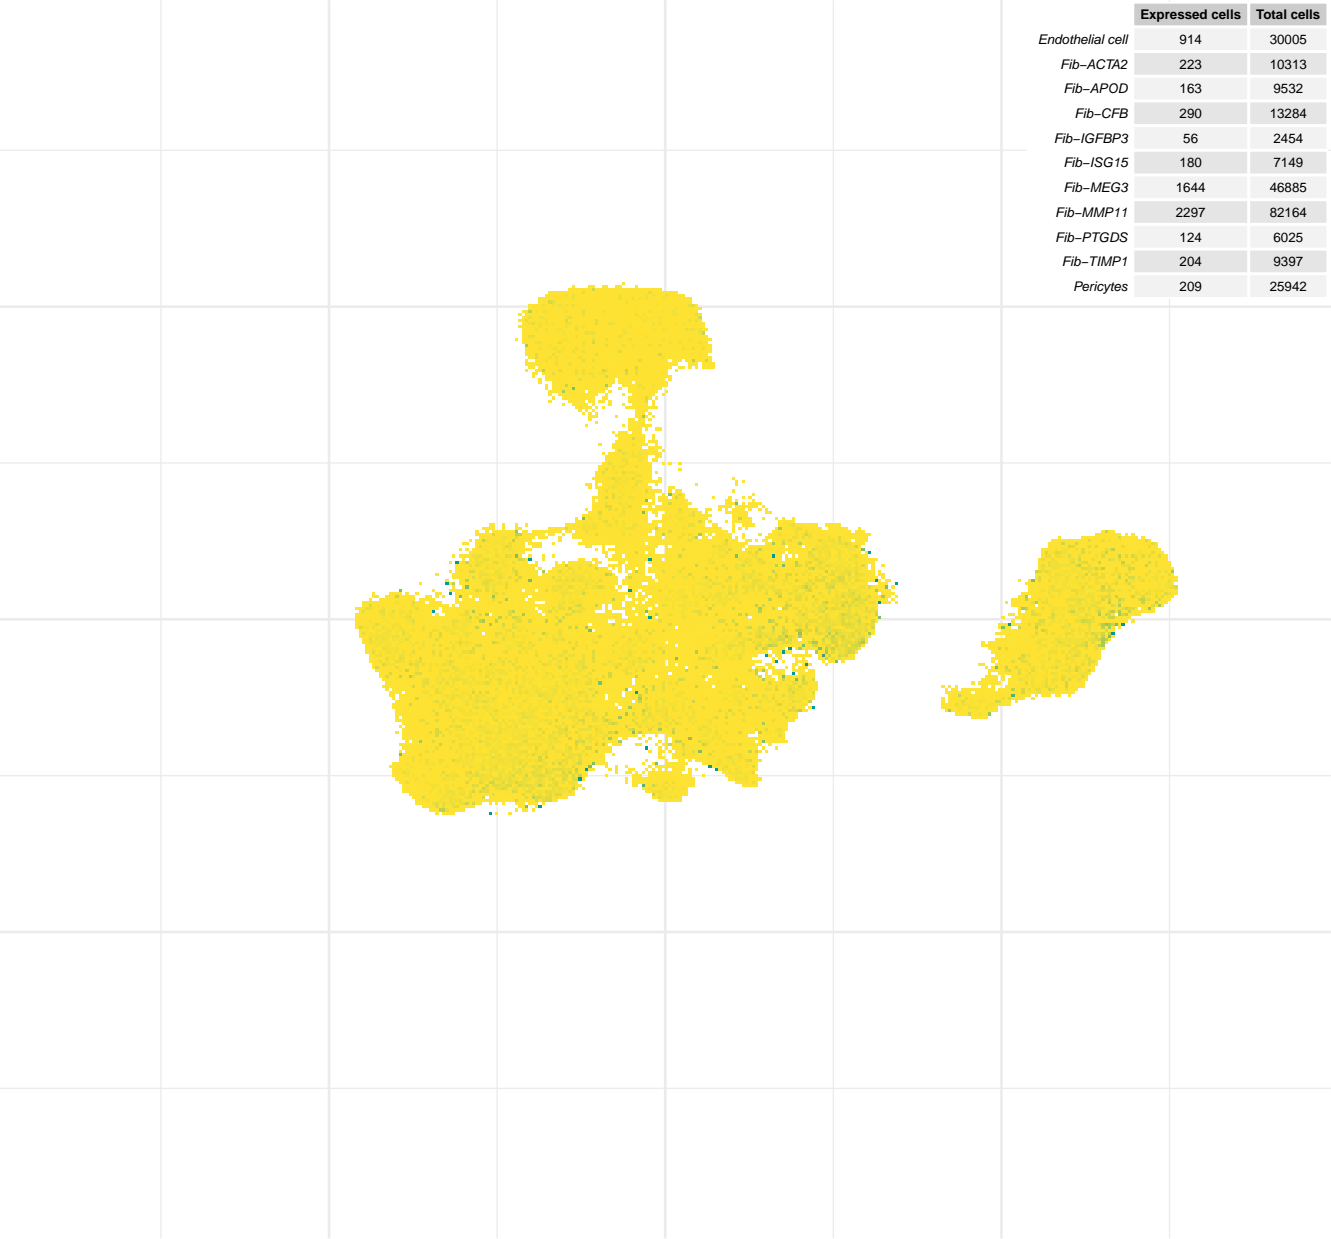 Expressed cells Total cells
Endothelial cell 914 30005
Fib−ACTA2 223 10313
Fib−APOD 163 9532
Fib−CFB 290 13284
Fib−IGFBP3 56 2454
Fib−ISG15 180 7149
Fib−MEG3 1644 46885
Fib−MMP11 2297 82164
Fib−PTGDS 124 6025
Fib−TIMP1 204 9397
Pericytes 209 25942